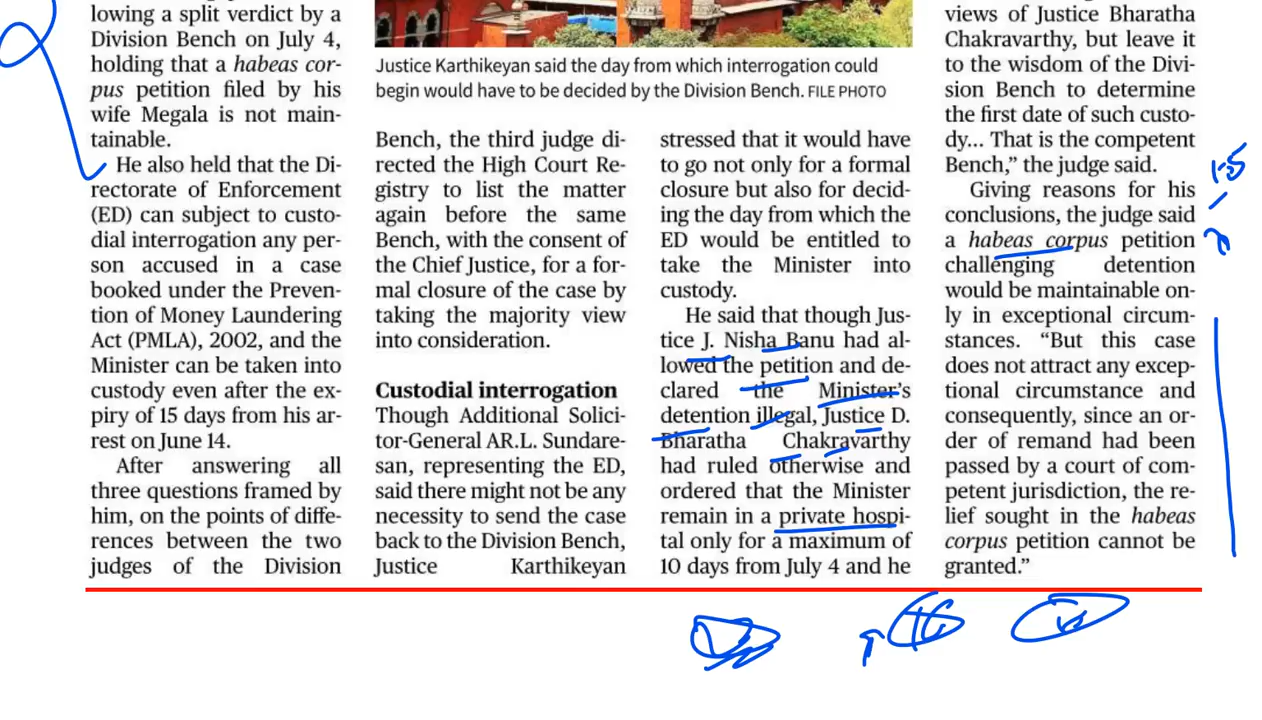 lowing a split verdict by a
Division Bench on July 4,
holding that a habeas cor-
pus petition filed by his
wife Megala is not main-
tainable.
He also held that the Di-
rectorate of Enforcement
(ED) can subject to custo-
dial interrogation any per-
son accused in a case
booked under the Preven-
tion of Money Laundering
Act (PMLA), 2002, and the
Minister can be taken into
custody even after the ex-
piry of 15 days from his ar-
rest on June 14.
After answering all
three questions framed by
him, on the points of diffe-
rences between the two
judges of the Division
Justice Karthikeyan said the day from which interrogation could
begin would have to be decided by the Division Bench. FILE PHOTO
Bench, the third judge di-
rected the High Court Re-
gistry to list the matter
again before the same
Bench, with the consent of
the Chief Justice, for a for-
mal closure of the case by
taking the majority view
into consideration.
Custodial interrogation
Though Additional Solici-
tor-General AR.L. Sundare-
san, representing the ED,
said there might not be any
necessity to send the case
back to the Division Bench,
Justice Karthikeyan
stressed that it would have
to go not only for a formal
closure but also for decid-
ing the day from which the
ED would be entitled to
take the Minister into
custody.
He said that though Jus-
tice J. Nisha Banu had al-
lowed the petition and de-
clared the Minister's
detention illegal, Justice D.
Bharatha Chakravarthy
had ruled otherwise and
ordered that the Minister
remain in a private hospi-
tal only for a maximum of
10 days from July 4 and he
views of Justice Bharatha
Chakravarthy, but leave it
to the wisdom of the Divi-
sion Bench to determine
the first date of such custo-
dy... That is the competent
Bench,” the judge said.
Giving reasons for his
conclusions, the judge said
a habeas corpus petition
challenging detention
would be maintainable on-
ly in exceptional circum-
stances. “But this case
does not attract any excep-
tional circumstance and
consequently, since an or-
der of remand had been
passed by a court of com-
petent jurisdiction, the re-
lief sought in the habeas
corpus petition cannot be
granted.”